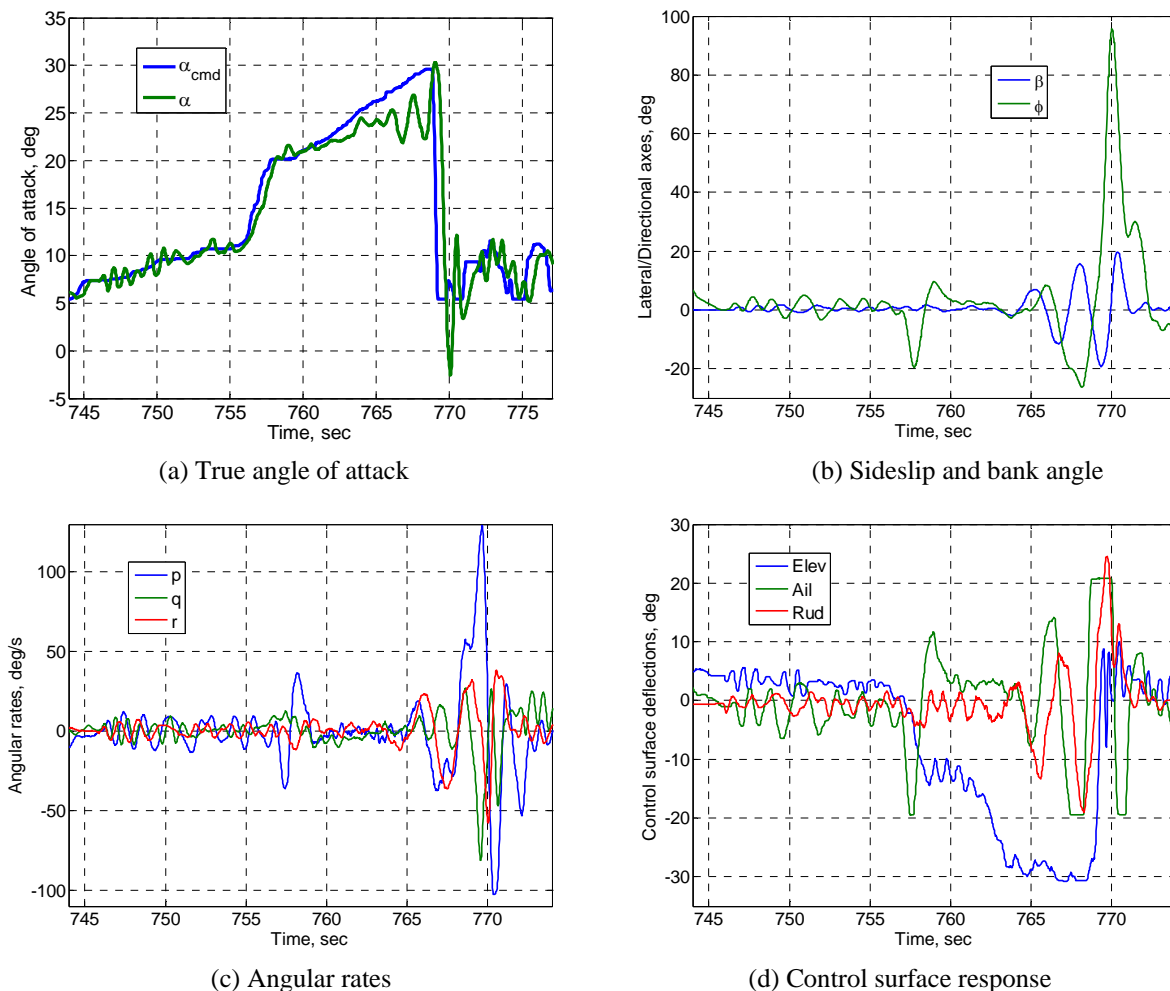 35
30
25
20
15
10
5
0
-5
745 750 755 760 765 770 775
Angle of attack, deg
Time, sec
α_cmd
α
(a) True angle of attack
100
80
60
40
20
0
-20
745 750 755 760 765 770
Lateral/Directional axes, deg
Time, sec
β
ϕ
(b) Sideslip and bank angle
100
50
0
-50
-100
745 750 755 760 765 770
Angular rates, deg/s
Time, sec
p
q
r
(c) Angular rates
30
20
10
0
-10
-20
-30
745 750 755 760 765 770
Control surface deflections, deg
Time, sec
Elev
Ail
Rud
(d) Control surface response